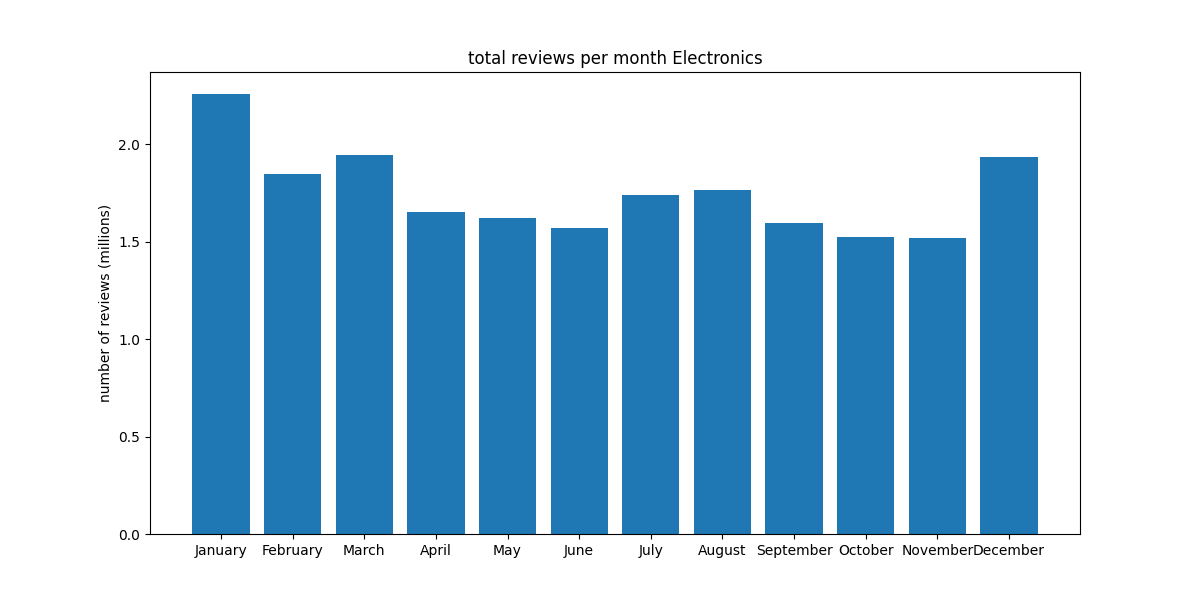 total reviews per month Electronics
number of reviews (millions)
2.0
1.5
1.0
0.5
0.0
January February March April May June July August September October November December